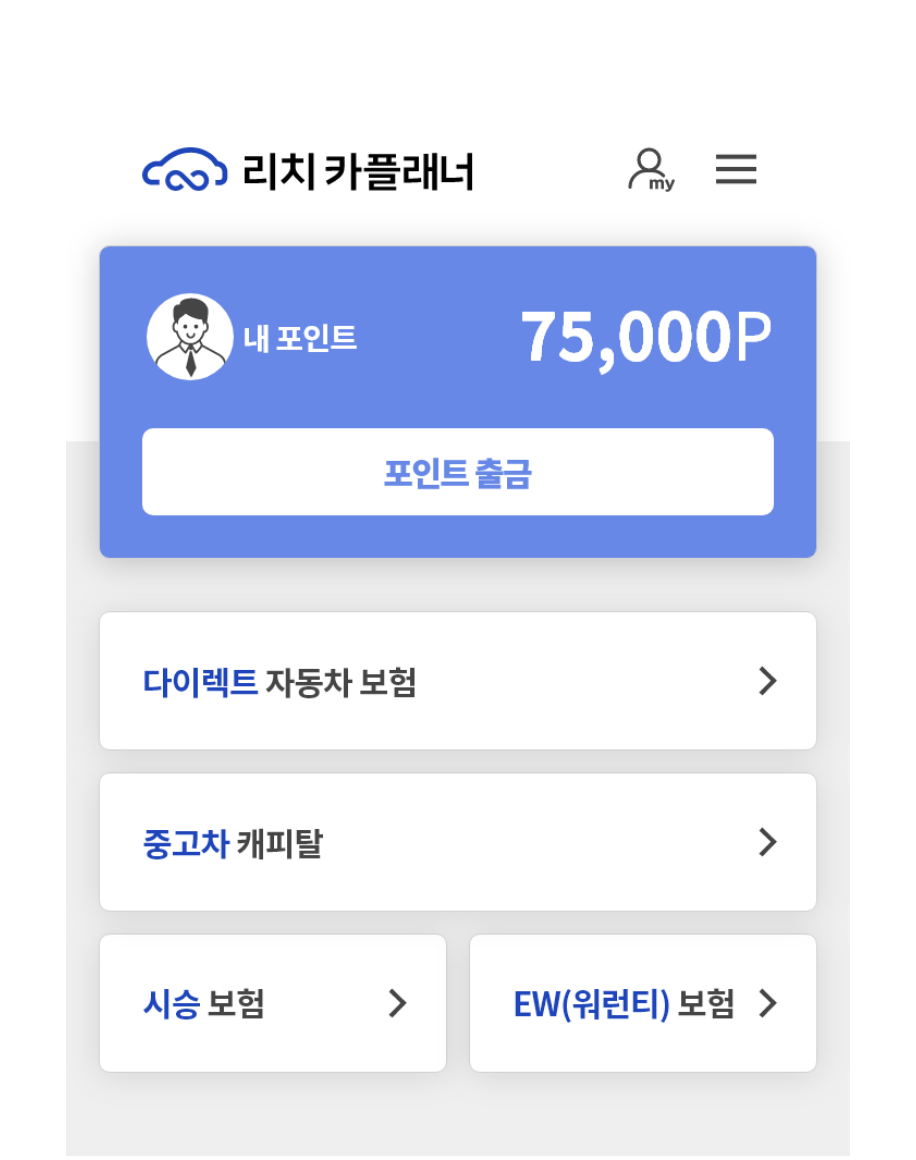 리치 카플래너
my
내 포인트
75,000P
포인트 출금
다이렉트 자동차 보험
중고차 캐피탈
시승 보험
EW(워런티) 보험